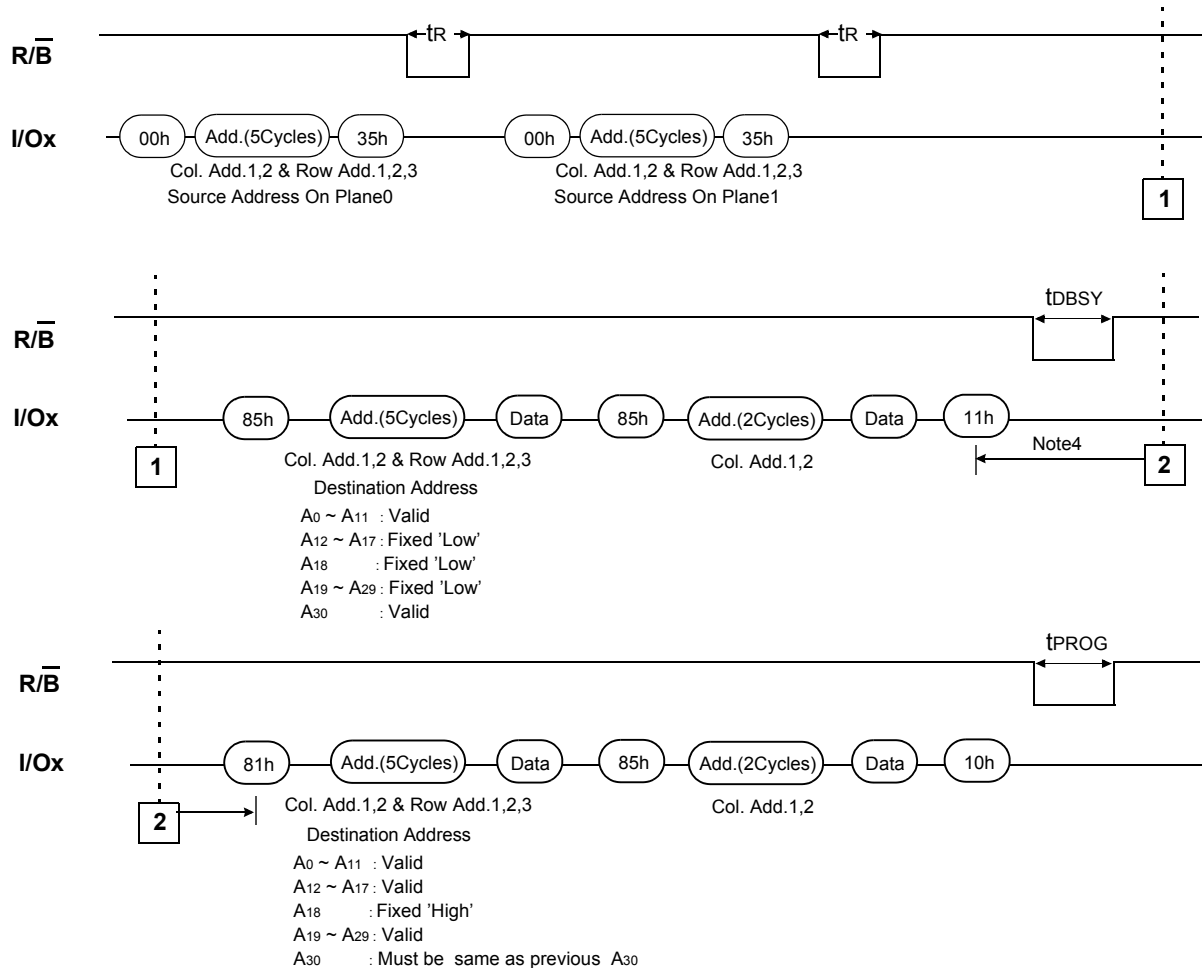 tR tR
R/B
I/Ox 00h Add.(5Cycles) 35h 00h Add.(5Cycles) 35h
Col. Add.1,2 & Row Add.1,2,3 Col. Add.1,2 & Row Add.1,2,3
Source Address On Plane0 Source Address On Plane1
1
tDBSY
R/B
I/Ox 85h Add.(5Cycles) Data 85h Add.(2Cycles) Data 11h
1 Col. Add.1,2 & Row Add.1,2,3 Col. Add.1,2 Note4 2
Destination Address
A0 ~ A11 : Valid
A12 ~ A17 : Fixed 'Low'
A18 : Fixed 'Low'
A19 ~ A29 : Fixed 'Low'
A30 : Valid
tPROG
R/B
I/Ox 81h Add.(5Cycles) Data 85h Add.(2Cycles) Data 10h
2 Col. Add.1,2 & Row Add.1,2,3 Col. Add.1,2
Destination Address
A0 ~ A11 : Valid
A12 ~ A17 : Valid
A18 : Fixed 'High'
A19 ~ A29 : Valid
A30 : Must be same as previous A30